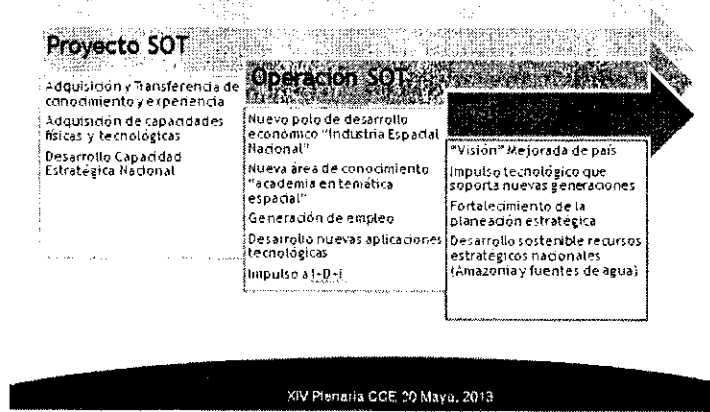 Proyecto SOT
Adquisición y Transferencia de
conocimiento y experiencia
Adquisición de capacidades
físicas y tecnológicas
Desarrollo Capacidad
Estratégica Nacional
Operación SOT
Nuevo polo de desarrollo
económico "Industria Espacial
Nacional"
Nueva área de conocimiento
"academia en temática
espacial"
Generación de empleo
Desarrollo nuevas aplicaciones
tecnológicas
Impulso a I+D+i
"Visión" Mejorada de país
Impulso tecnológico que
soporta nuevas generaciones
Fortalecimiento de la
planeación estratégica
Desarrollo sostenible recursos
estratégicos nacionales
(Amazonia y fuentes de agua)
XIV Plenaria CCE, 20 Mayo, 2013